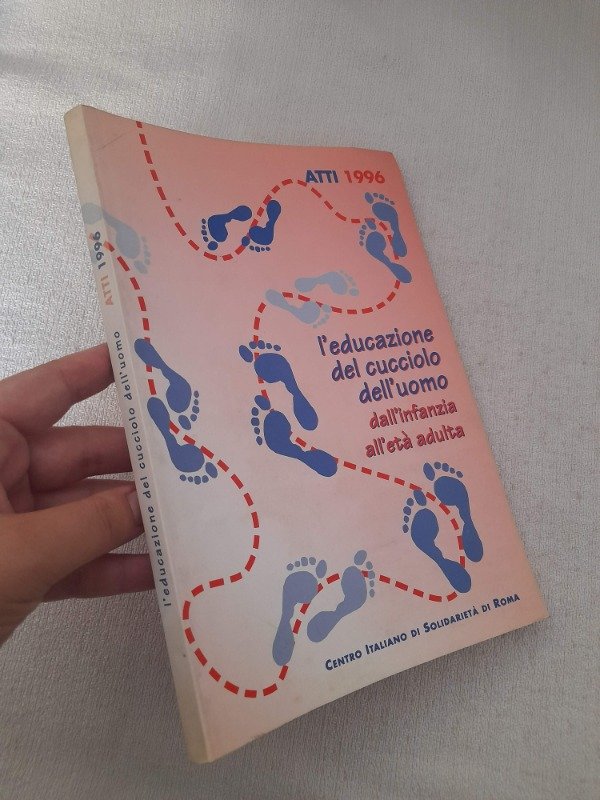 ATTI 1996
l'educazione
del cucciolo
dell'uomo
dall'infanzia
all'età adulta
CENTRO ITALIANO DI SOLIDARIETÀ DI ROMA
l'educazione del cucciolo dell'uomo ATTI 1996